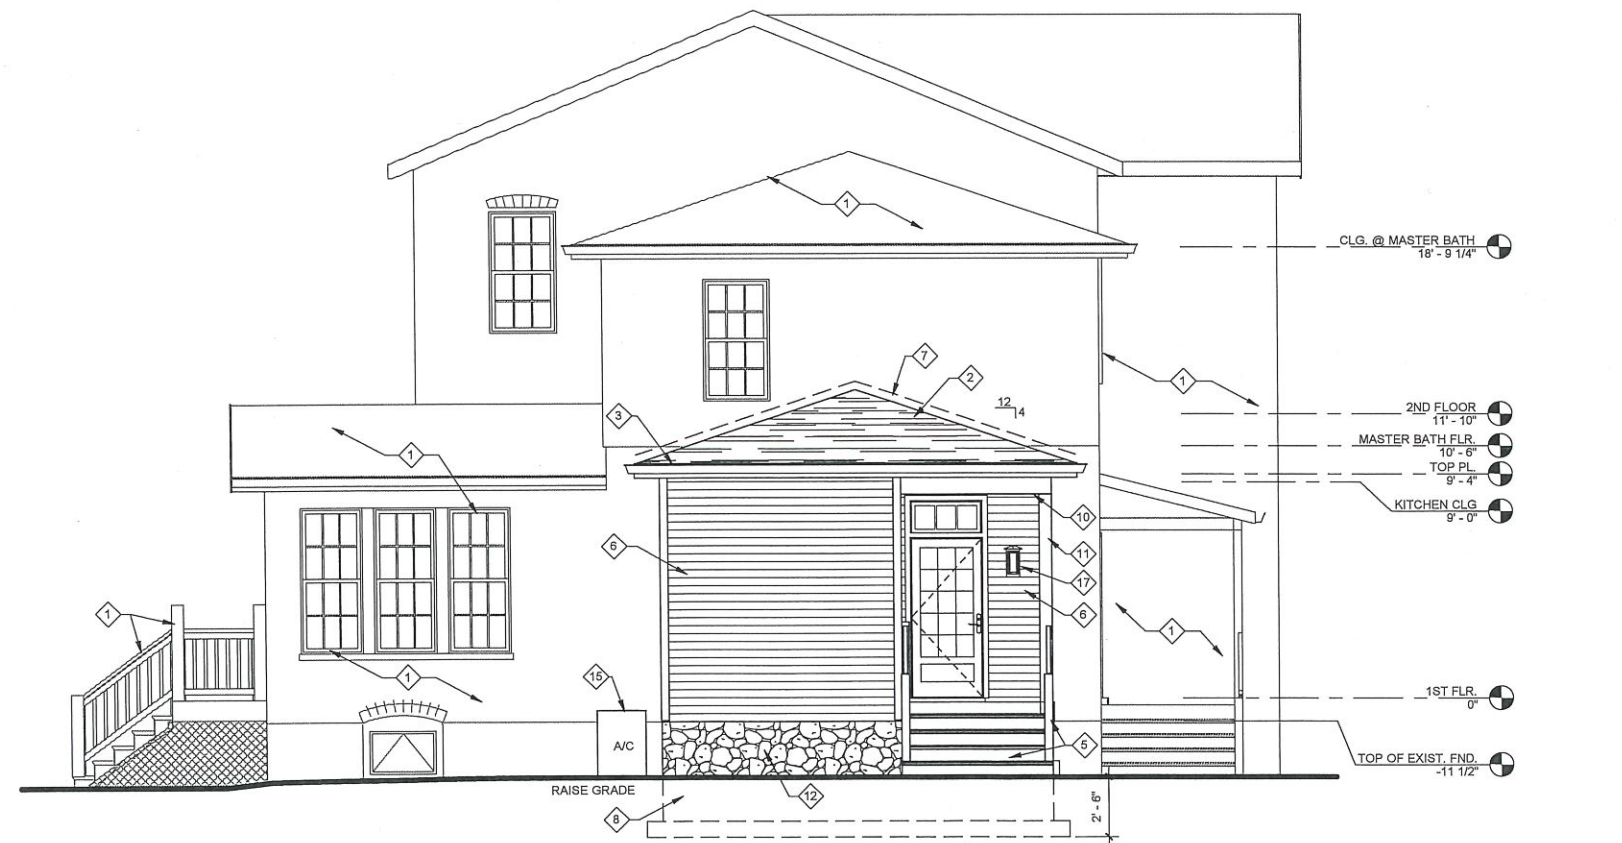 1
CLG. @ MASTER BATH
18' - 9 1/4"
7
2
1
12
4
3
2ND FLOOR
11' - 10"
1
MASTER BATH FLR.
10' - 6"
TOP PL.
9' - 4"
KITCHEN CLG
9' - 0"
10
6
11
17
6
1
1
1
15
1ST FLR.
0"
A/C
5
TOP OF EXIST. FND.
-11 1/2"
RAISE GRADE
12
8
2' - 6"